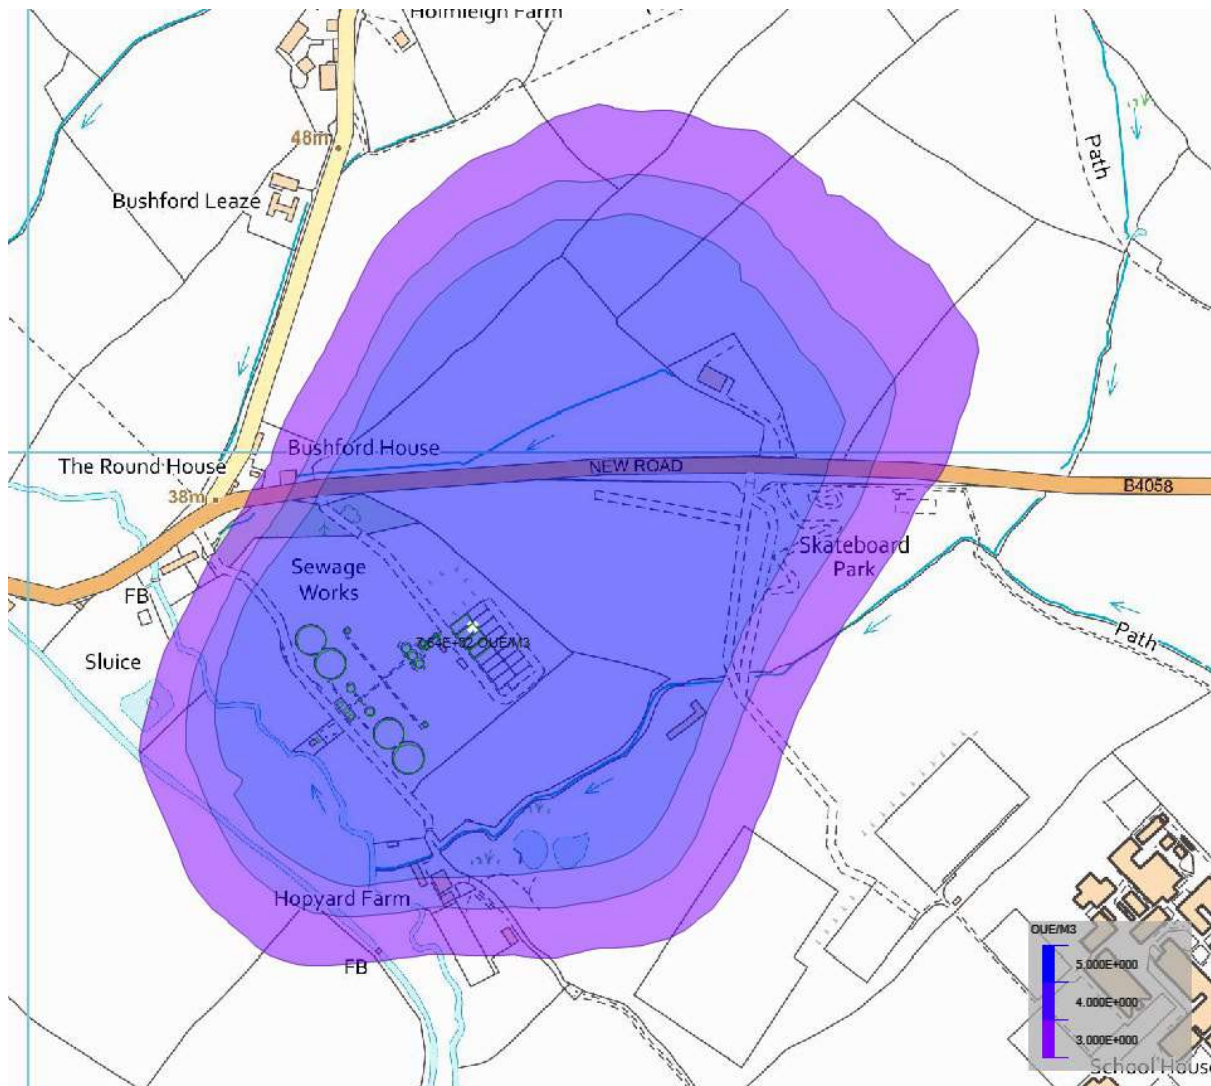 Holmleigh Farm
48m
Path
Bushford Leaze
Bushford House
The Round House
NEW ROAD
38m
B4058
Skateboard
Park
Sewage
Works
FB
Path
Sluice
Hopyard Farm
FB
OUE/M3
5.000E+000
4.000E+000
3.000E+000
School House